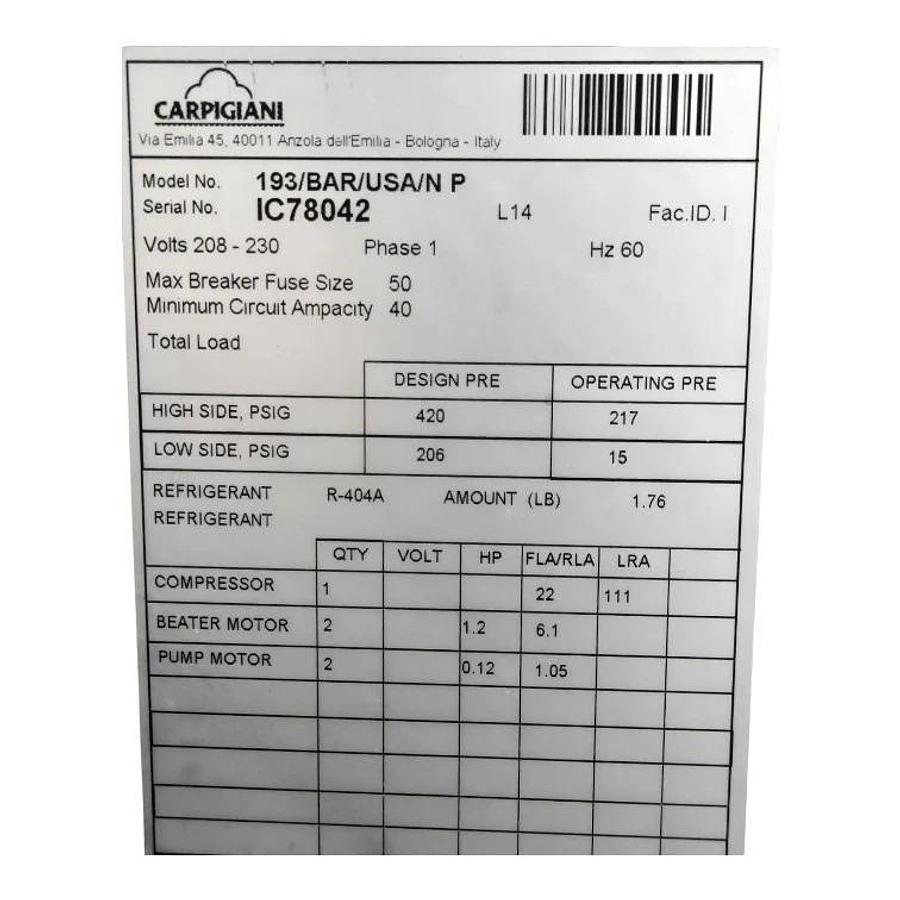 CARPIGIANI
Via Emilia 45, 40011 Anzola dell'Emilia - Bologna - Italy
Model No. 193/BAR/USA/N P
Serial No. IC78042 L14 Fac.ID. I
Volts 208 - 230 Phase 1 Hz 60
Max Breaker Fuse Size 50
Minimum Circuit Ampacity 40
Total Load
DESIGN PRE OPERATING PRE
HIGH SIDE, PSIG 420 217
LOW SIDE, PSIG 206 15
REFRIGERANT R-404A AMOUNT (LB) 1.76
REFRIGERANT
QTY VOLT HP FLA/RLA LRA
COMPRESSOR 1 22 111
BEATER MOTOR 2 1.2 6.1
PUMP MOTOR 2 0.12 1.05